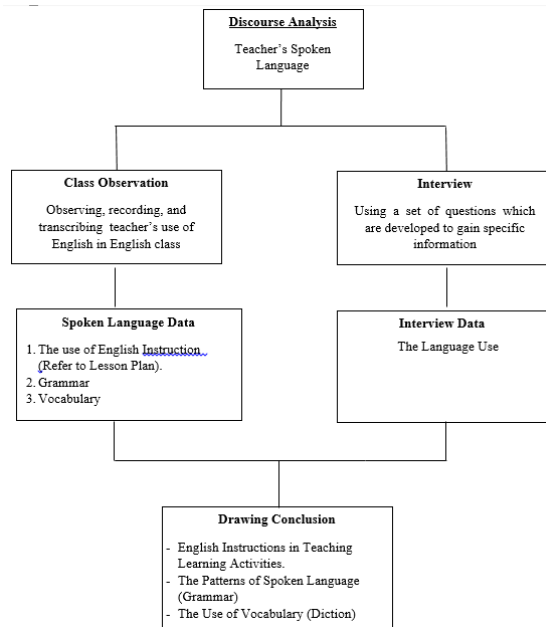 Discourse Analysis
Teacher's Spoken
Language
Class Observation
Observing, recording, and
transcribing teacher's use of
English in English class
Interview
Using a set of questions which
are developed to gain specific
information
Spoken Language Data
1. The use of English Instruction
(Refer to Lesson Plan).
2. Grammar
3. Vocabulary
Interview Data
The Language Use
Drawing Conclusion
- English Instructions in Teaching
Learning Activities.
- The Patterns of Spoken Language
(Grammar)
- The Use of Vocabulary (Diction)